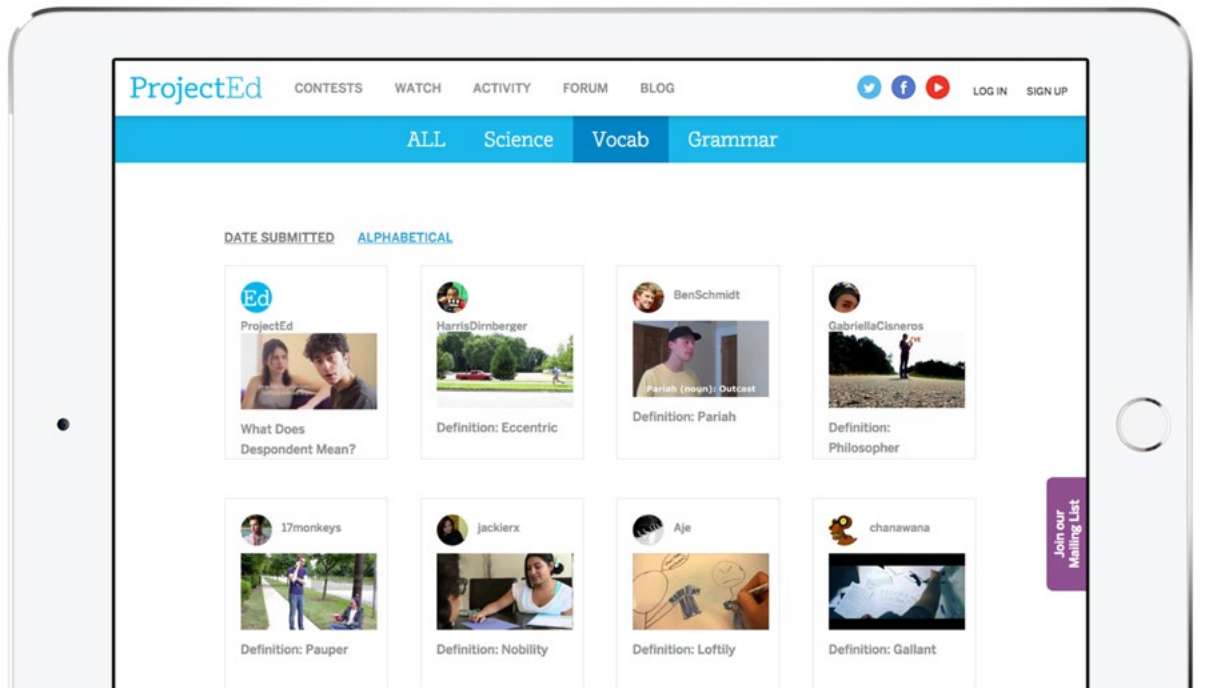 ProjectEd CONTESTS WATCH ACTIVITY FORUM BLOG LOG IN SIGN UP
ALL Science Vocab Grammar
DATE SUBMITTED ALPHABETICAL
Ed
ProjectEd
What Does
Despondent Mean?
HarrisDirnberger
Definition: Eccentric
BenSchmidt
Pariah (noun): Outcast
Definition: Pariah
GabriellaCisneros
I'VE
Definition:
Philosopher
Join our
Mailing List
17monkeys
Definition: Pauper
jackierx
Definition: Nobility
Aje
Definition: Loftily
chanawana
Definition: Gallant